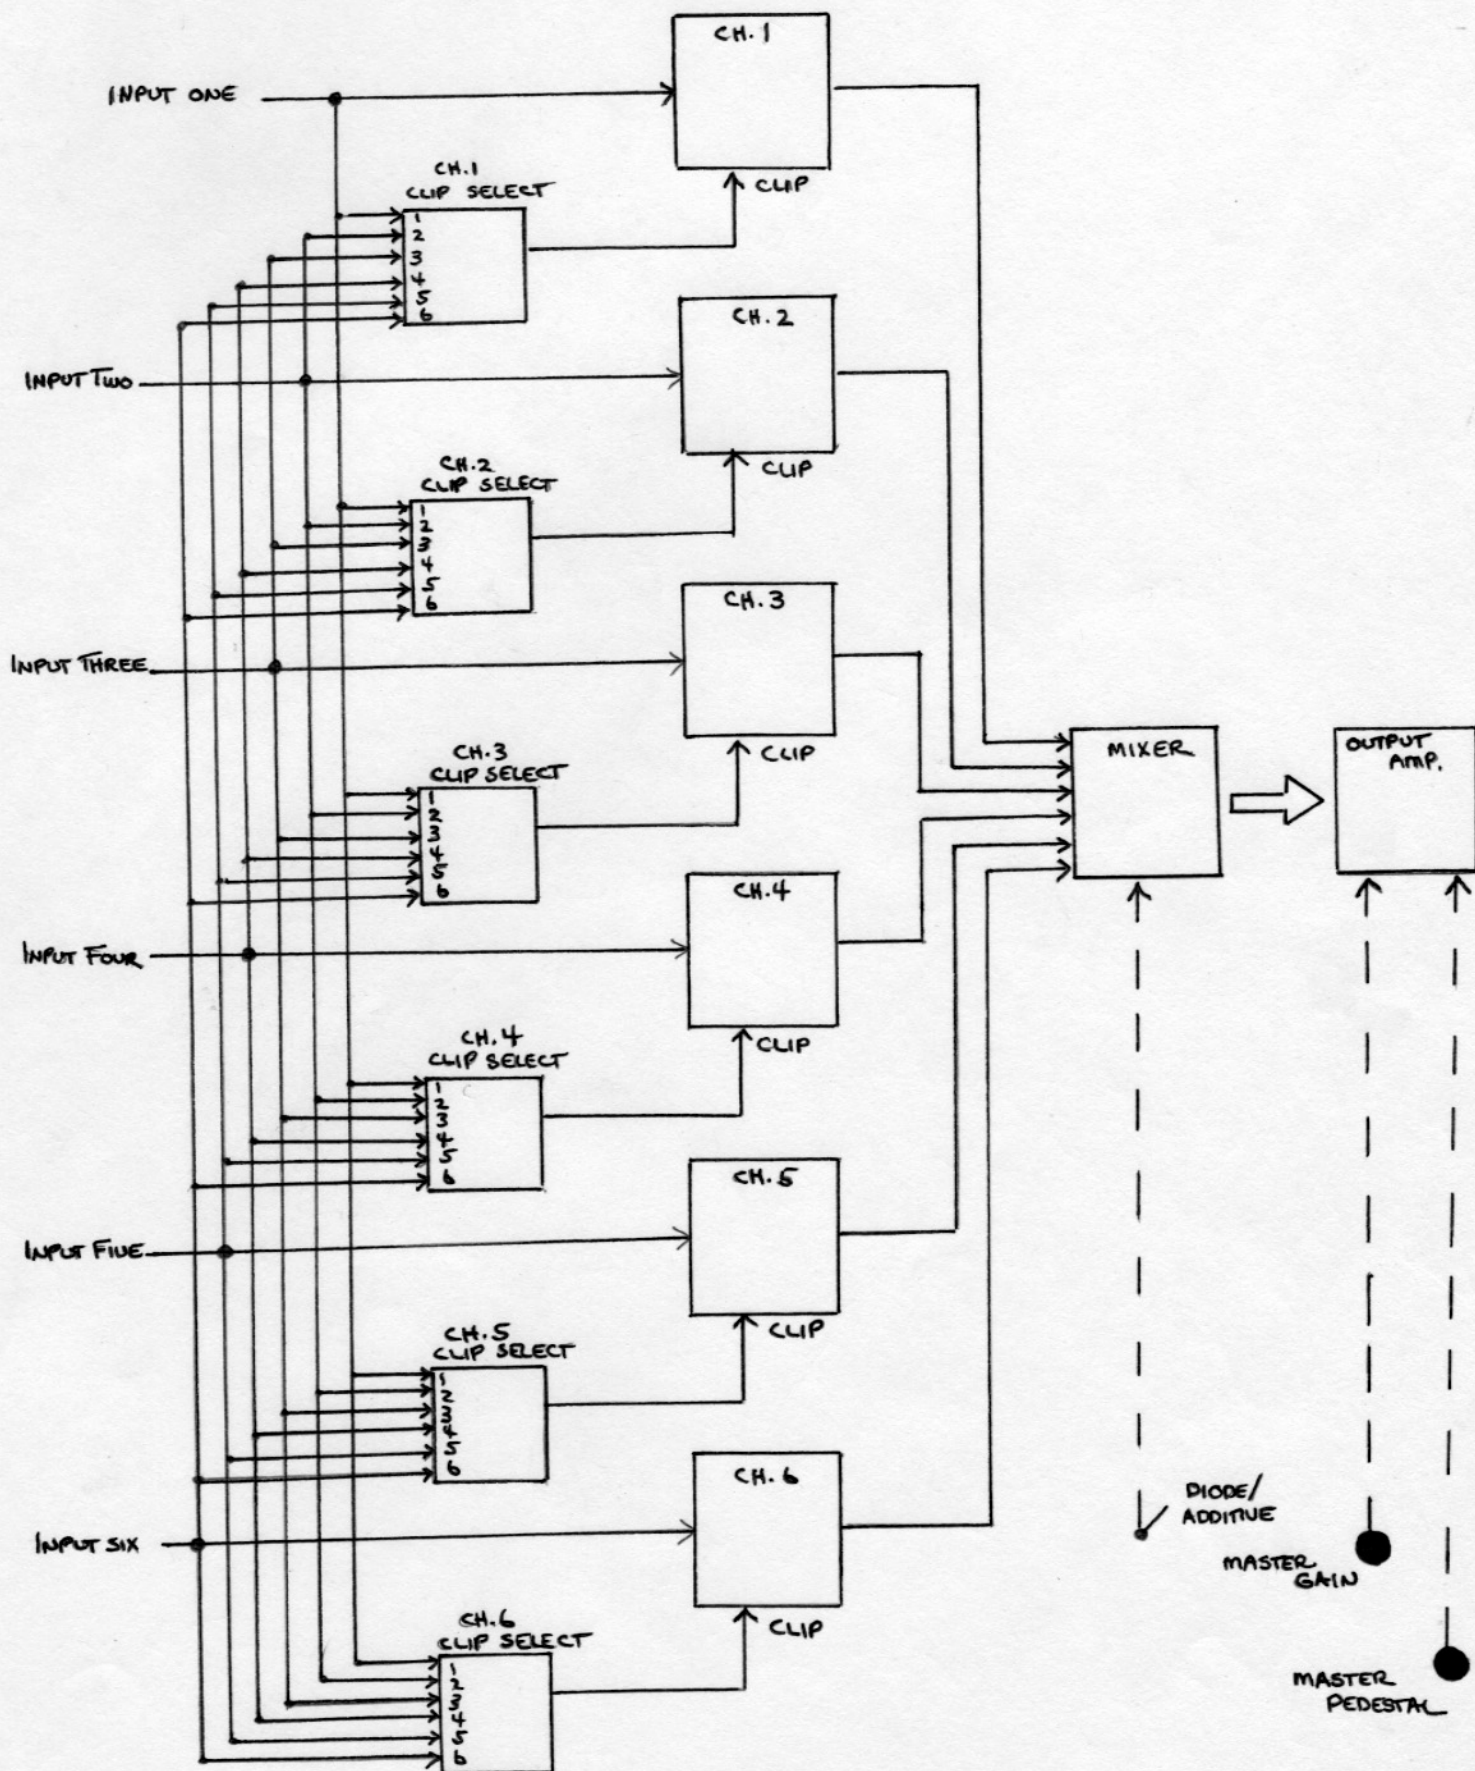 CH.1
INPUT ONE
CH.1
CLIP SELECT
CLIP
1
2
3
4
5
6
CH.2
INPUT TWO
CH.2
CLIP SELECT
CLIP
1
2
3
4
5
6
CH.3
INPUT THREE
CH.3
CLIP SELECT
CLIP
1
2
3
4
5
6
MIXER
OUTPUT
AMP.
CH.4
INPUT FOUR
CH.4
CLIP SELECT
CLIP
1
2
3
4
5
6
CH.5
INPUT FIVE
CH.5
CLIP SELECT
CLIP
1
2
3
4
5
6
CH.6
INPUT SIX
CH.6
CLIP SELECT
CLIP
1
2
3
4
5
6
DIODE/
ADDITIVE
MASTER
GAIN
MASTER
PEDESTAL